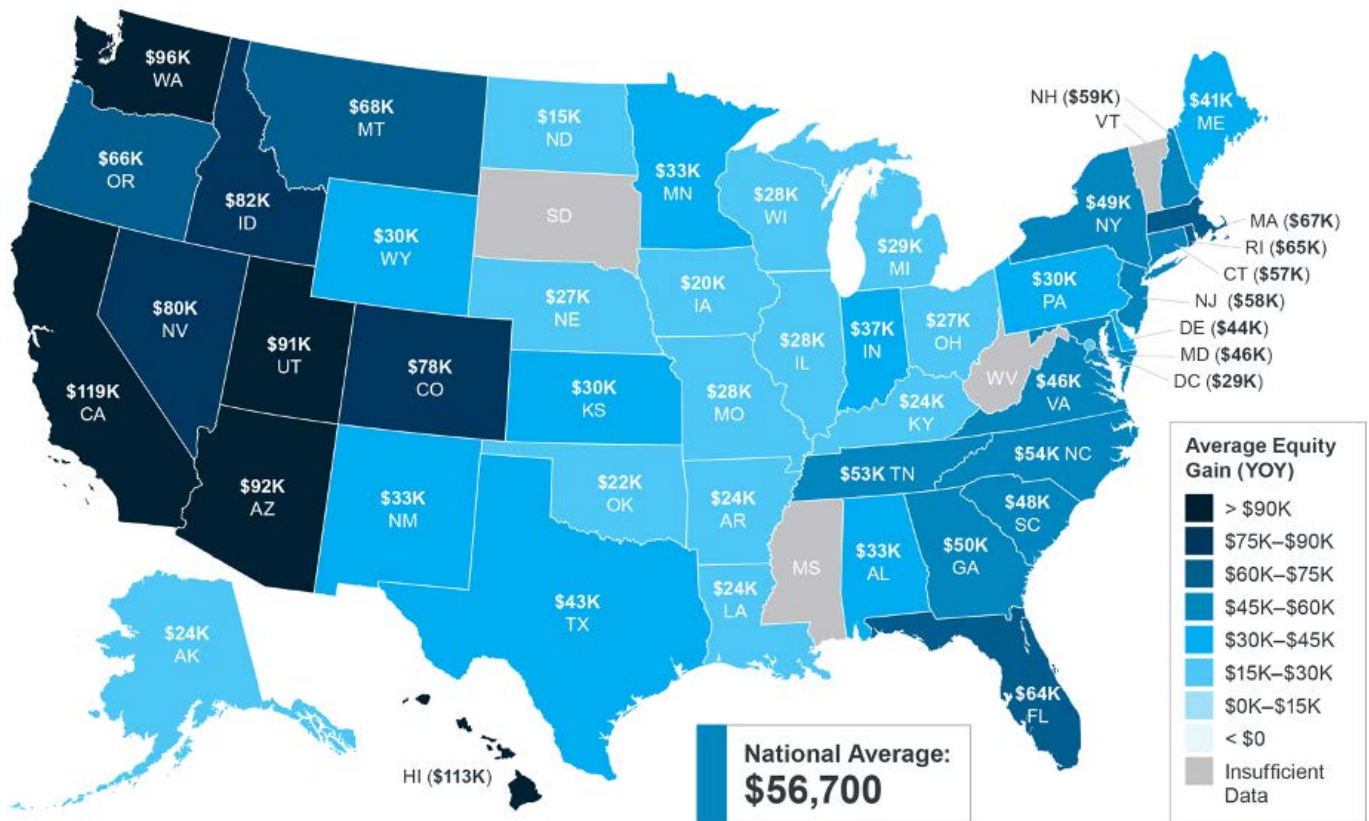 $96K
WA
$66K
OR
$82K
ID
$68K
MT
$15K
ND
$33K
MN
$28K
WI
$29K
MI
NH ($59K)
VT
$41K
ME
$49K
NY
MA ($67K)
RI ($65K)
CT ($57K)
NJ ($58K)
DE ($44K)
MD ($46K)
DC ($29K)
SD
$30K
WY
$27K
NE
$20K
IA
$28K
IL
$37K
IN
$27K
OH
$30K
PA
WV
$46K
VA
$119K
CA
$80K
NV
$91K
UT
$78K
CO
$30K
KS
$28K
MO
$24K
KY
$54K NC
$53K TN
$48K
SC
$92K
AZ
$33K
NM
$22K
OK
$24K
AR
MS
$33K
AL
$50K
GA
$43K
TX
$24K
LA
$64K
FL
$24K
AK
HI ($113K)
National Average:
$56,700
Average Equity
Gain (YOY)
> $90K
$75K–$90K
$60K–$75K
$45K–$60K
$30K–$45K
$15K–$30K
$0K–$15K
< $0
Insufficient
Data